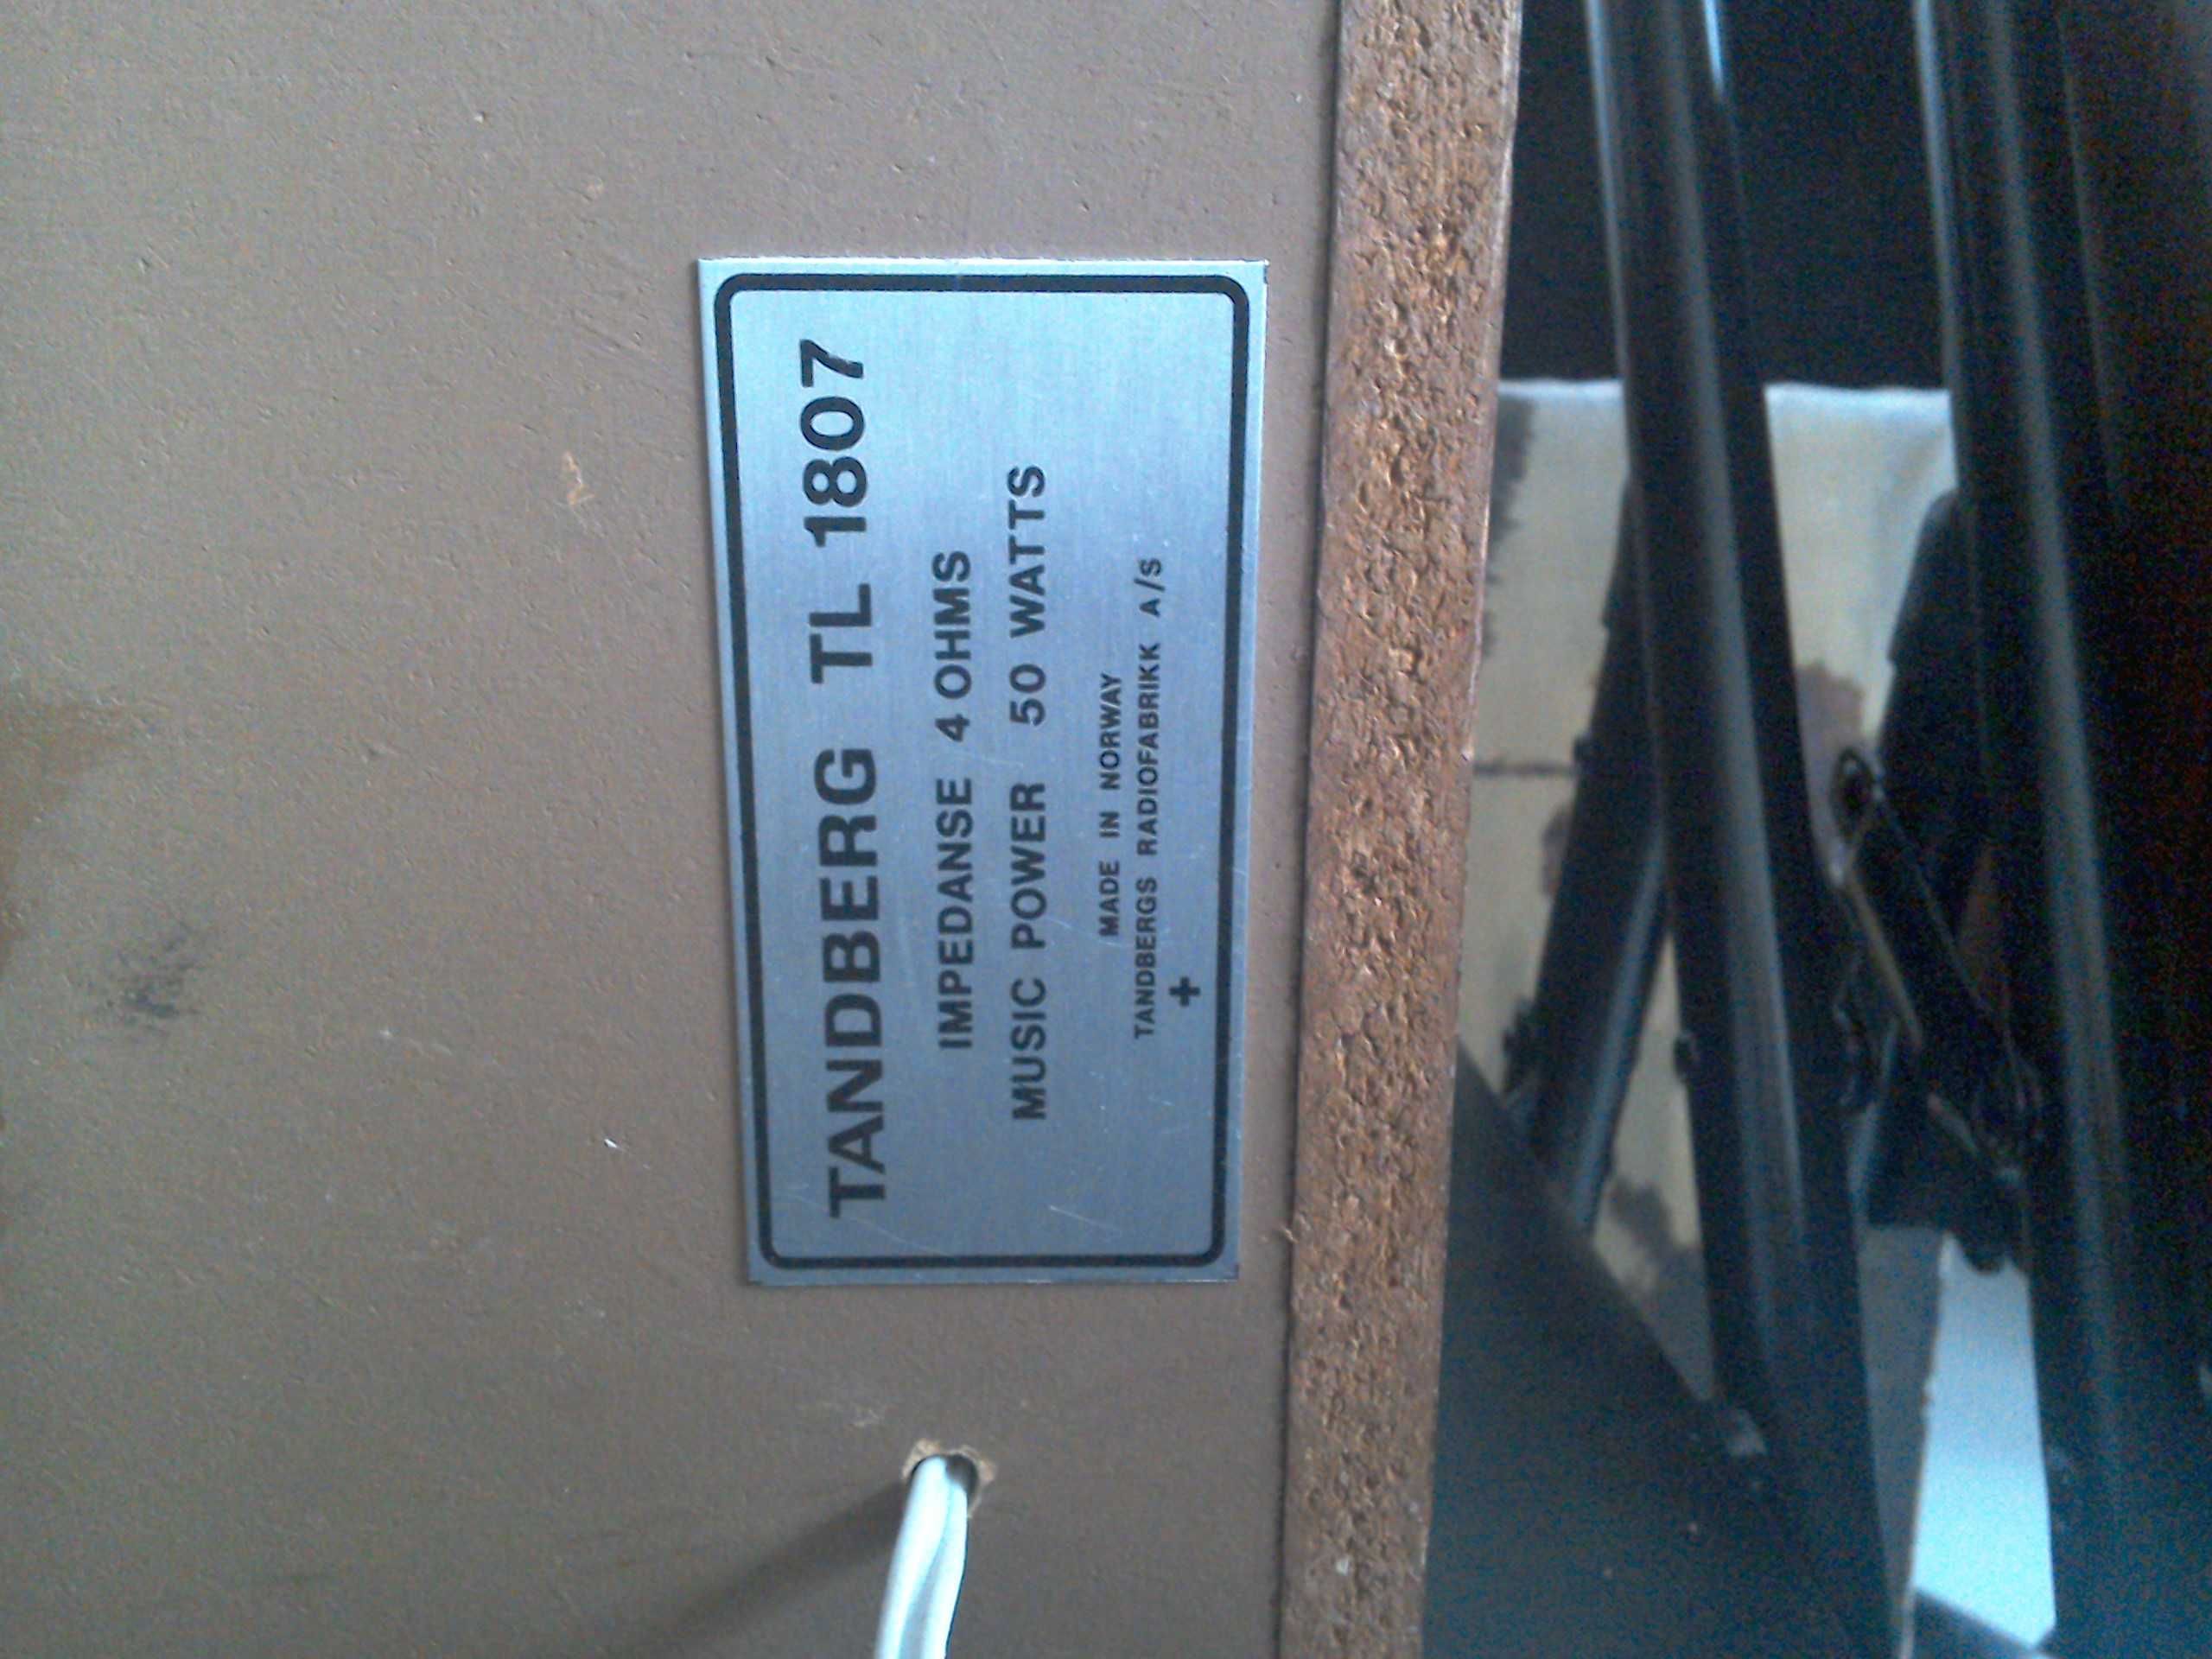 TANDBERG TL 1807
IMPEDANSE 4 OHMS
MUSIC POWER 50 WATTS
MADE IN NORWAY
TANDBERGS RADIOFABRIKK A/S
+